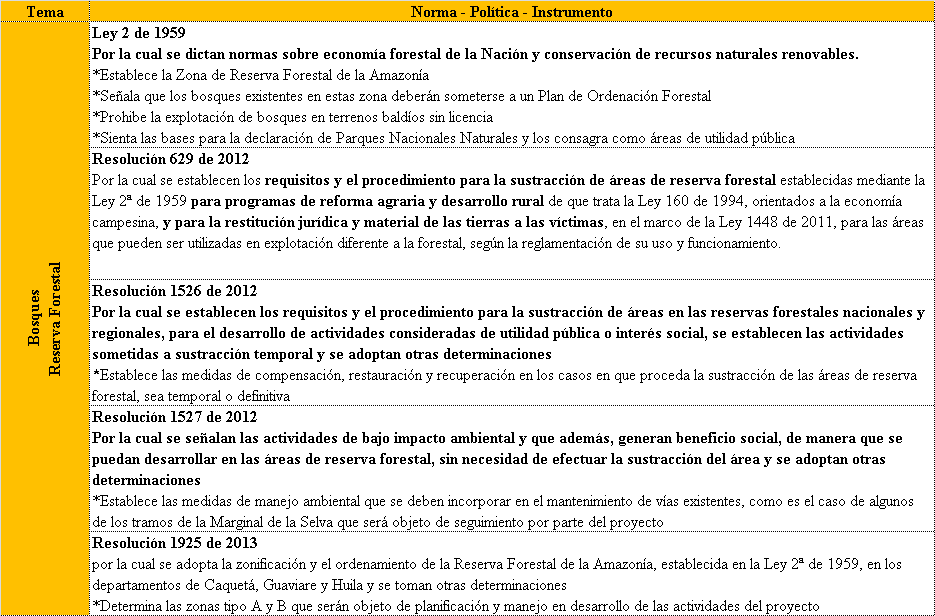 Tema
Norma - Política - Instrumento
Bosques
Reserva Forestal
Ley 2 de 1959
Por la cual se dictan normas sobre economía forestal de la Nación y conservación de recursos naturales renovables.
*Establece la Zona de Reserva Forestal de la Amazonía
*Señala que los bosques existentes en estas zona deberán someterse a un Plan de Ordenación Forestal
*Prohibe la explotación de bosques en terrenos baldíos sin licencia
*Sienta las bases para la declaración de Parques Nacionales Naturales y los consagra como áreas de utilidad pública
Resolución 629 de 2012
Por la cual se establecen los requisitos y el procedimiento para la sustracción de áreas de reserva forestal establecidas mediante la
Ley 2ª de 1959 para programas de reforma agraria y desarrollo rural de que trata la Ley 160 de 1994, orientados a la economía
campesina, y para la restitución jurídica y material de las tierras a las víctimas, en el marco de la Ley 1448 de 2011, para las áreas
que pueden ser utilizadas en explotación diferente a la forestal, según la reglamentación de su uso y funcionamiento.
Resolución 1526 de 2012
Por la cual se establecen los requisitos y el procedimiento para la sustracción de áreas en las reservas forestales nacionales y
regionales, para el desarrollo de actividades consideradas de utilidad pública o interés social, se establecen las actividades
sometidas a sustracción temporal y se adoptan otras determinaciones
*Establece las medidas de compensación, restauración y recuperación en los casos en que proceda la sustracción de las áreas de reserva
forestal, sea temporal o definitiva
Resolución 1527 de 2012
Por la cual se señalan las actividades de bajo impacto ambiental y que además, generan beneficio social, de manera que se
puedan desarrollar en las áreas de reserva forestal, sin necesidad de efectuar la sustracción del área y se adoptan otras
determinaciones
*Establece las medidas de manejo ambiental que se deben incorporar en el mantenimiento de vías existentes, como es el caso de algunos
de los tramos de la Marginal de la Selva que será objeto de seguimiento por parte del proyecto
Resolución 1925 de 2013
por la cual se adopta la zonificación y el ordenamiento de la Reserva Forestal de la Amazonía, establecida en la Ley 2ª de 1959, en los
departamentos de Caquetá, Guaviare y Huila y se toman otras determinaciones
*Determina las zonas tipo A y B que serán objeto de planificación y manejo en desarrollo de las actividades del proyecto